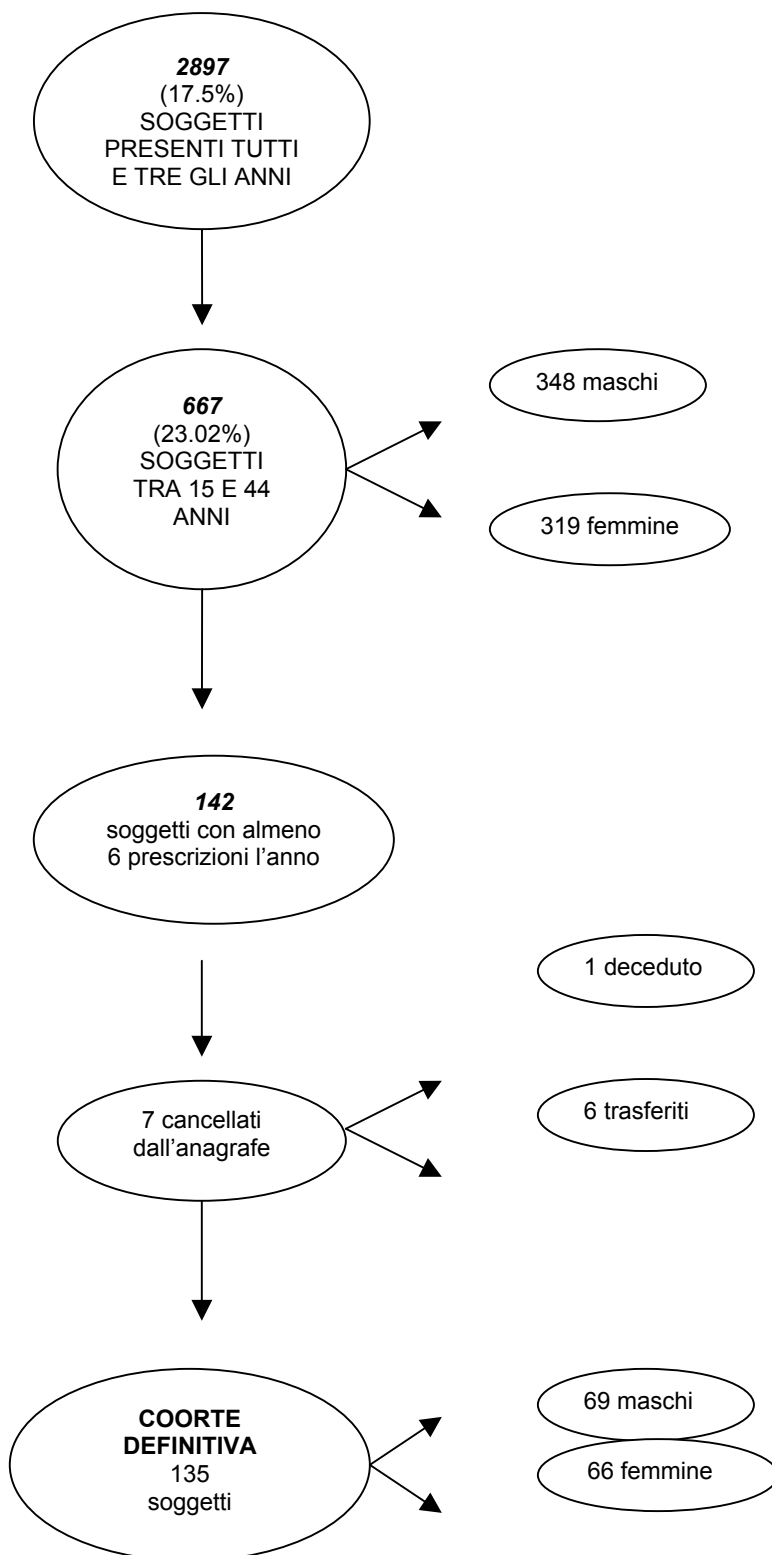 2897
(17.5%)
SOGGETTI
PRESENTI TUTTI
E TRE GLI ANNI
667
(23.02%)
SOGGETTI
TRA 15 E 44
ANNI
348 maschi
319 femmine
142
soggetti con almeno
6 prescrizioni l’anno
7 cancellati
dall’anagrafe
1 deceduto
6 trasferiti
COORTE
DEFINITIVA
135
soggetti
69 maschi
66 femmine